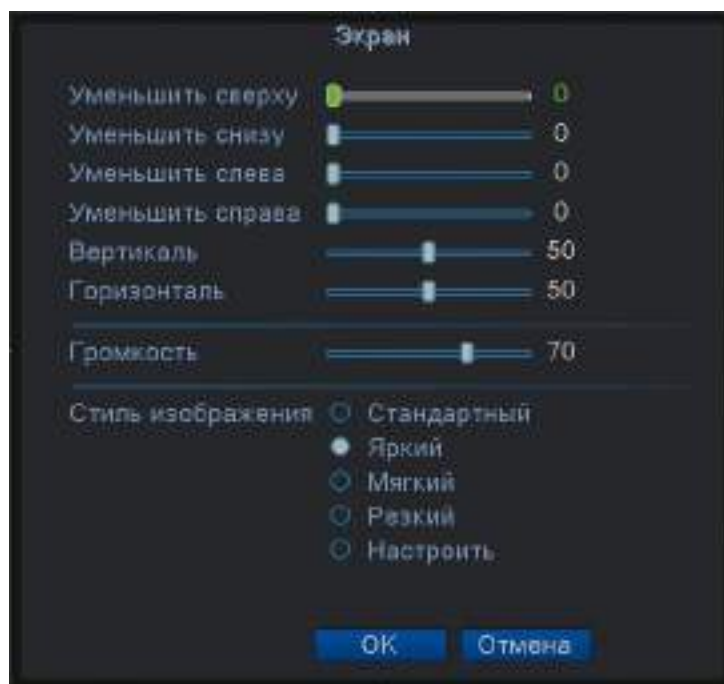 Экран
Уменьшить сверху 0
Уменьшить снизу 0
Уменьшить слева 0
Уменьшить справа 0
Вертикаль 50
Горизонталь 50
Громкость 70
Стиль изображения Стандартный
Яркий
Мягкий
Резкий
Настроить
OK Отмена